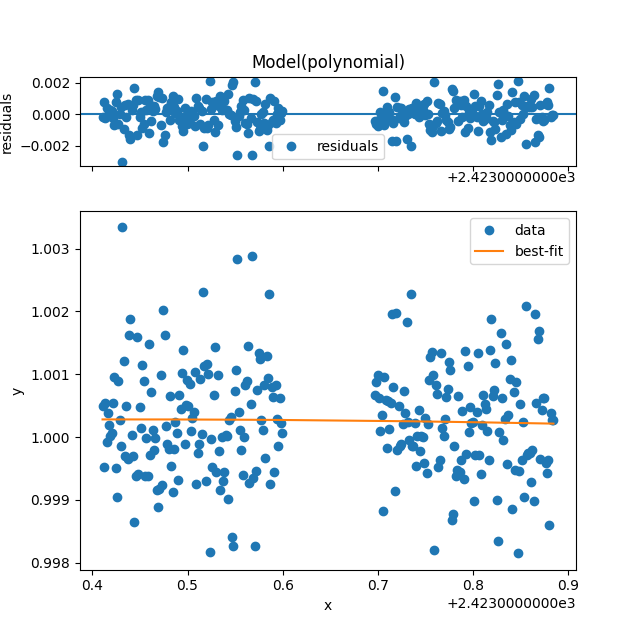 Model(polynomial)
0.002
0.000
−0.002
residuals
residuals
+2.4230000000e3
1.003
1.002
1.001
1.000
0.999
0.998
y
data
best-fit
0.4 0.5 0.6 0.7 0.8 0.9
x
+2.4230000000e3